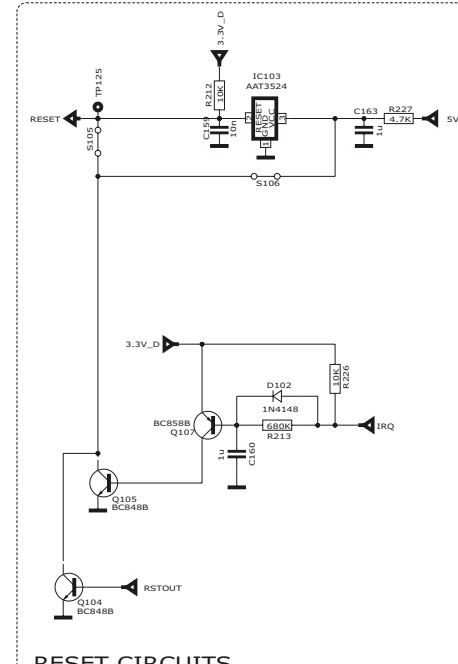 3.3V_D
TP125
R212
10K
IC103
AAT3524
RESET
2
RESET
GND
VCC
3
1
C163
1u
R227
4.7K
5V
C159
10n
S105
S106
3.3V_D
10K
R226
D102
1N4148
BC858B
Q107
680K
R213
IRQ
1u
C160
Q105
BC848B
RSTOUT
Q104
BC848B
RESET CIRCUITS